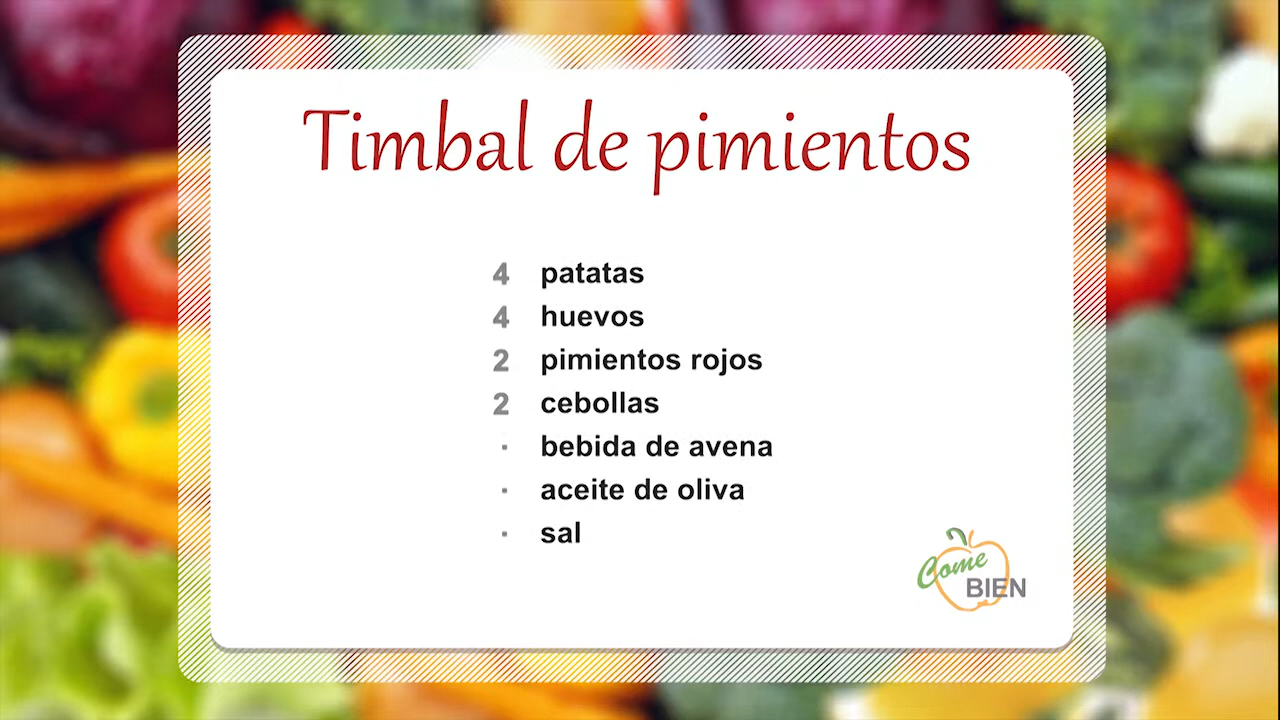 Timbal de pimientos
4 patatas
4 huevos
2 pimientos rojos
2 cebollas
· bebida de avena
· aceite de oliva
· sal
Come
BIEN